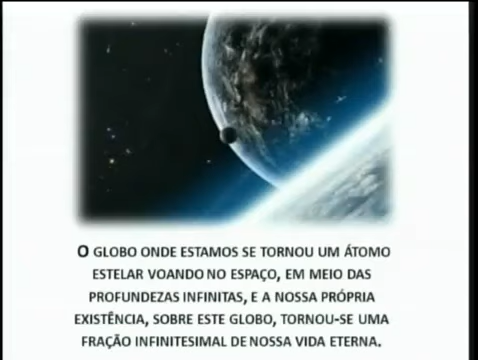 O GLOBO ONDE ESTAMOS SE TORNOU UM ÁTOMO
ESTELAR VOANDO NO ESPAÇO, EM MEIO DAS
PROFUNDEZAS INFINITAS, E A NOSSA PRÓPRIA
EXISTÊNCIA, SOBRE ESTE GLOBO, TORNOU-SE UMA
FRAÇÃO INFINITESIMAL DE NOSSA VIDA ETERNA.